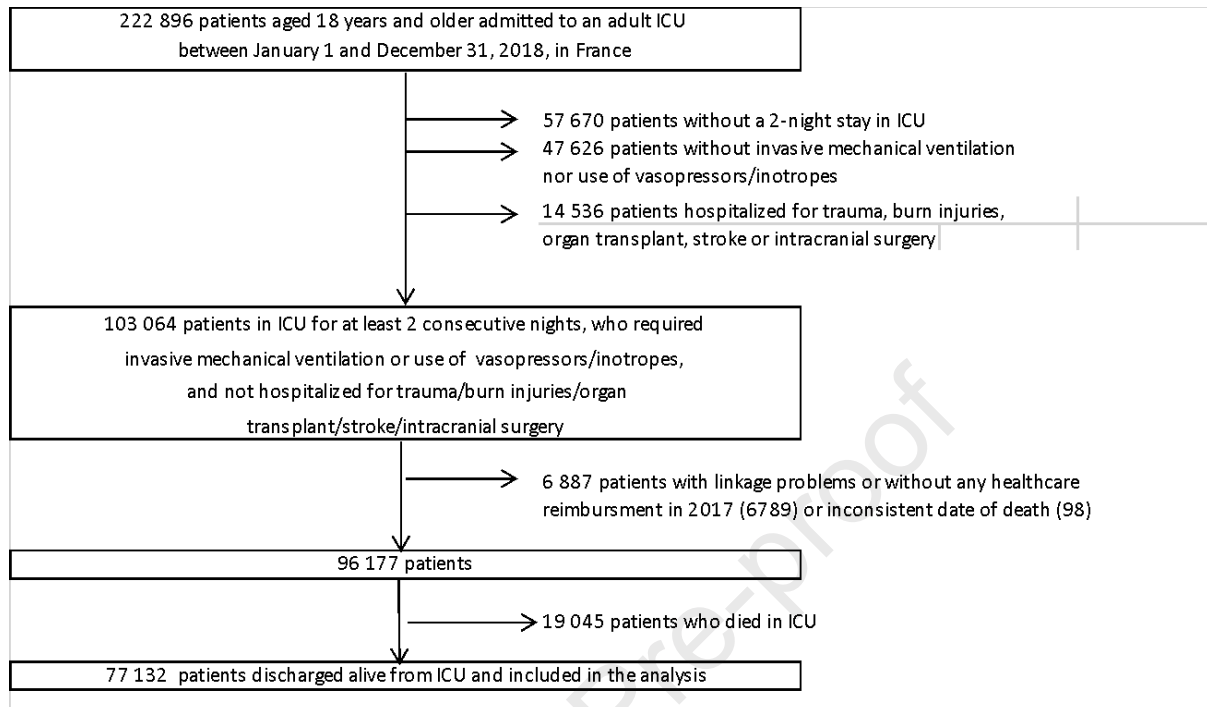 222 896 patients aged 18 years and older admitted to an adult ICU
between January 1 and December 31, 2018, in France
57 670 patients without a 2-night stay in ICU
47 626 patients without invasive mechanical ventilation
nor use of vasopressors/inotropes
14 536 patients hospitalized for trauma, burn injuries,
organ transplant, stroke or intracranial surgery
103 064 patients in ICU for at least 2 consecutive nights, who required
invasive mechanical ventilation or use of vasopressors/inotropes,
and not hospitalized for trauma/burn injuries/organ
transplant/stroke/intracranial surgery
6 887 patients with linkage problems or without any healthcare
reimbursment in 2017 (6789) or inconsistent date of death (98)
96 177 patients
19 045 patients who died in ICU
77 132 patients discharged alive from ICU and included in the analysis
Pre-proof